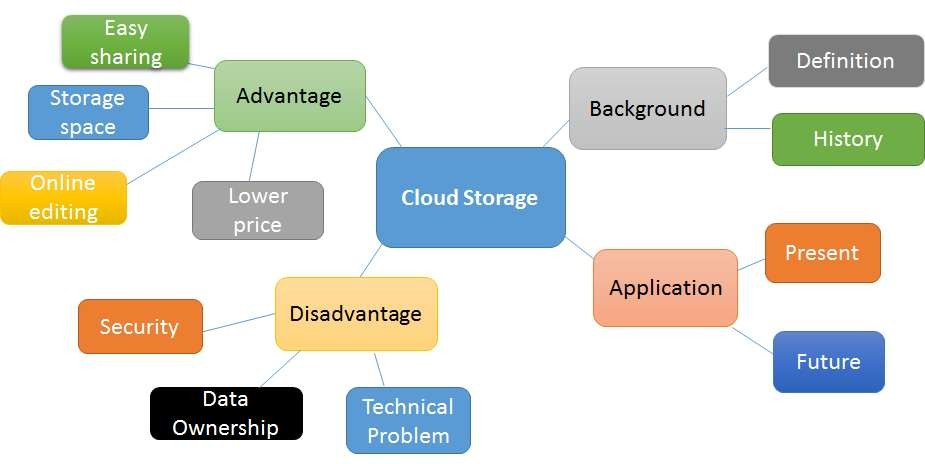 Easy
sharing
Storage
space
Online
editing
Advantage
Lower
price
Background
Definition
History
Cloud Storage
Application
Present
Future
Disadvantage
Security
Data
Ownership
Technical
Problem